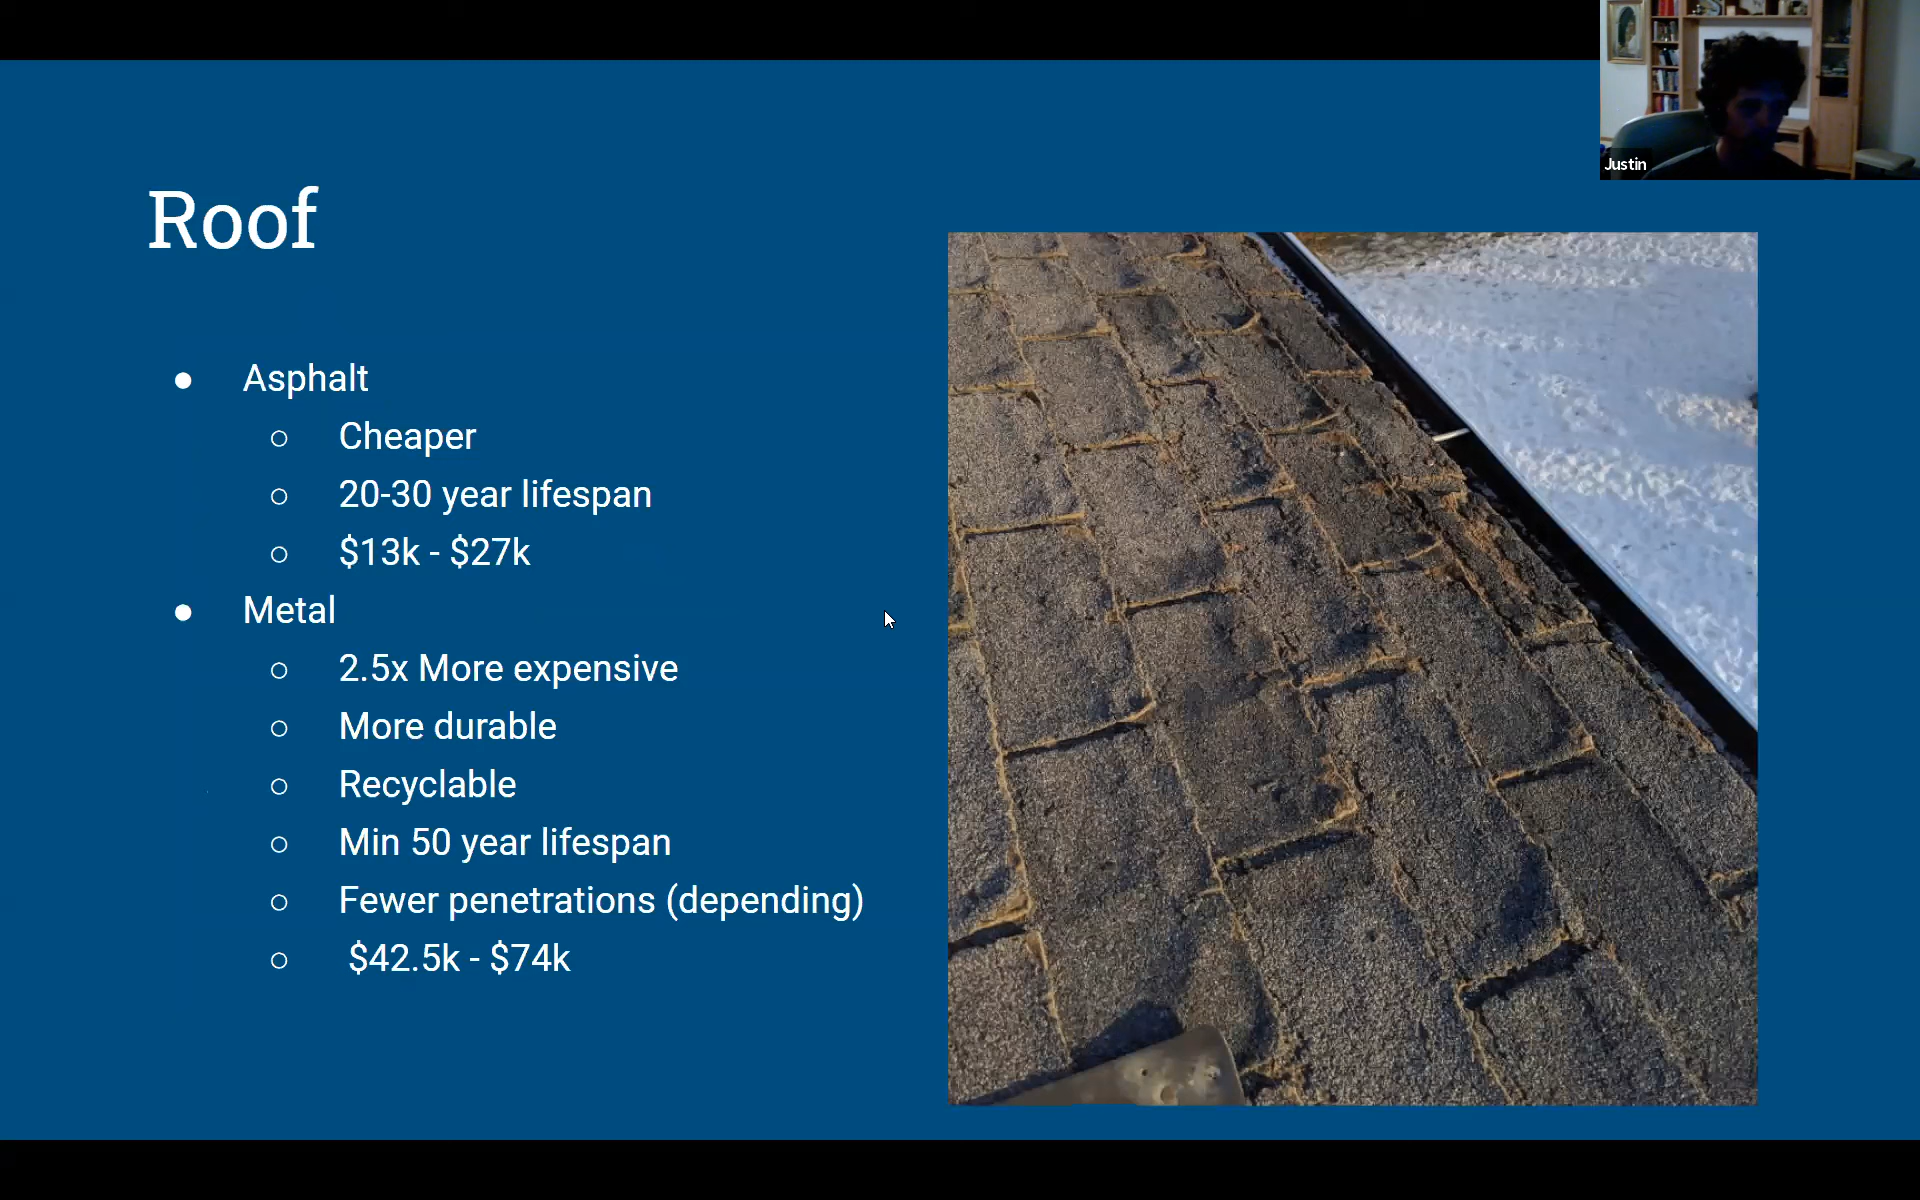 Justin
Roof
● Asphalt
○ Cheaper
○ 20-30 year lifespan
○ $13k - $27k
● Metal
○ 2.5x More expensive
○ More durable
○ Recyclable
○ Min 50 year lifespan
○ Fewer penetrations (depending)
○ $42.5k - $74k